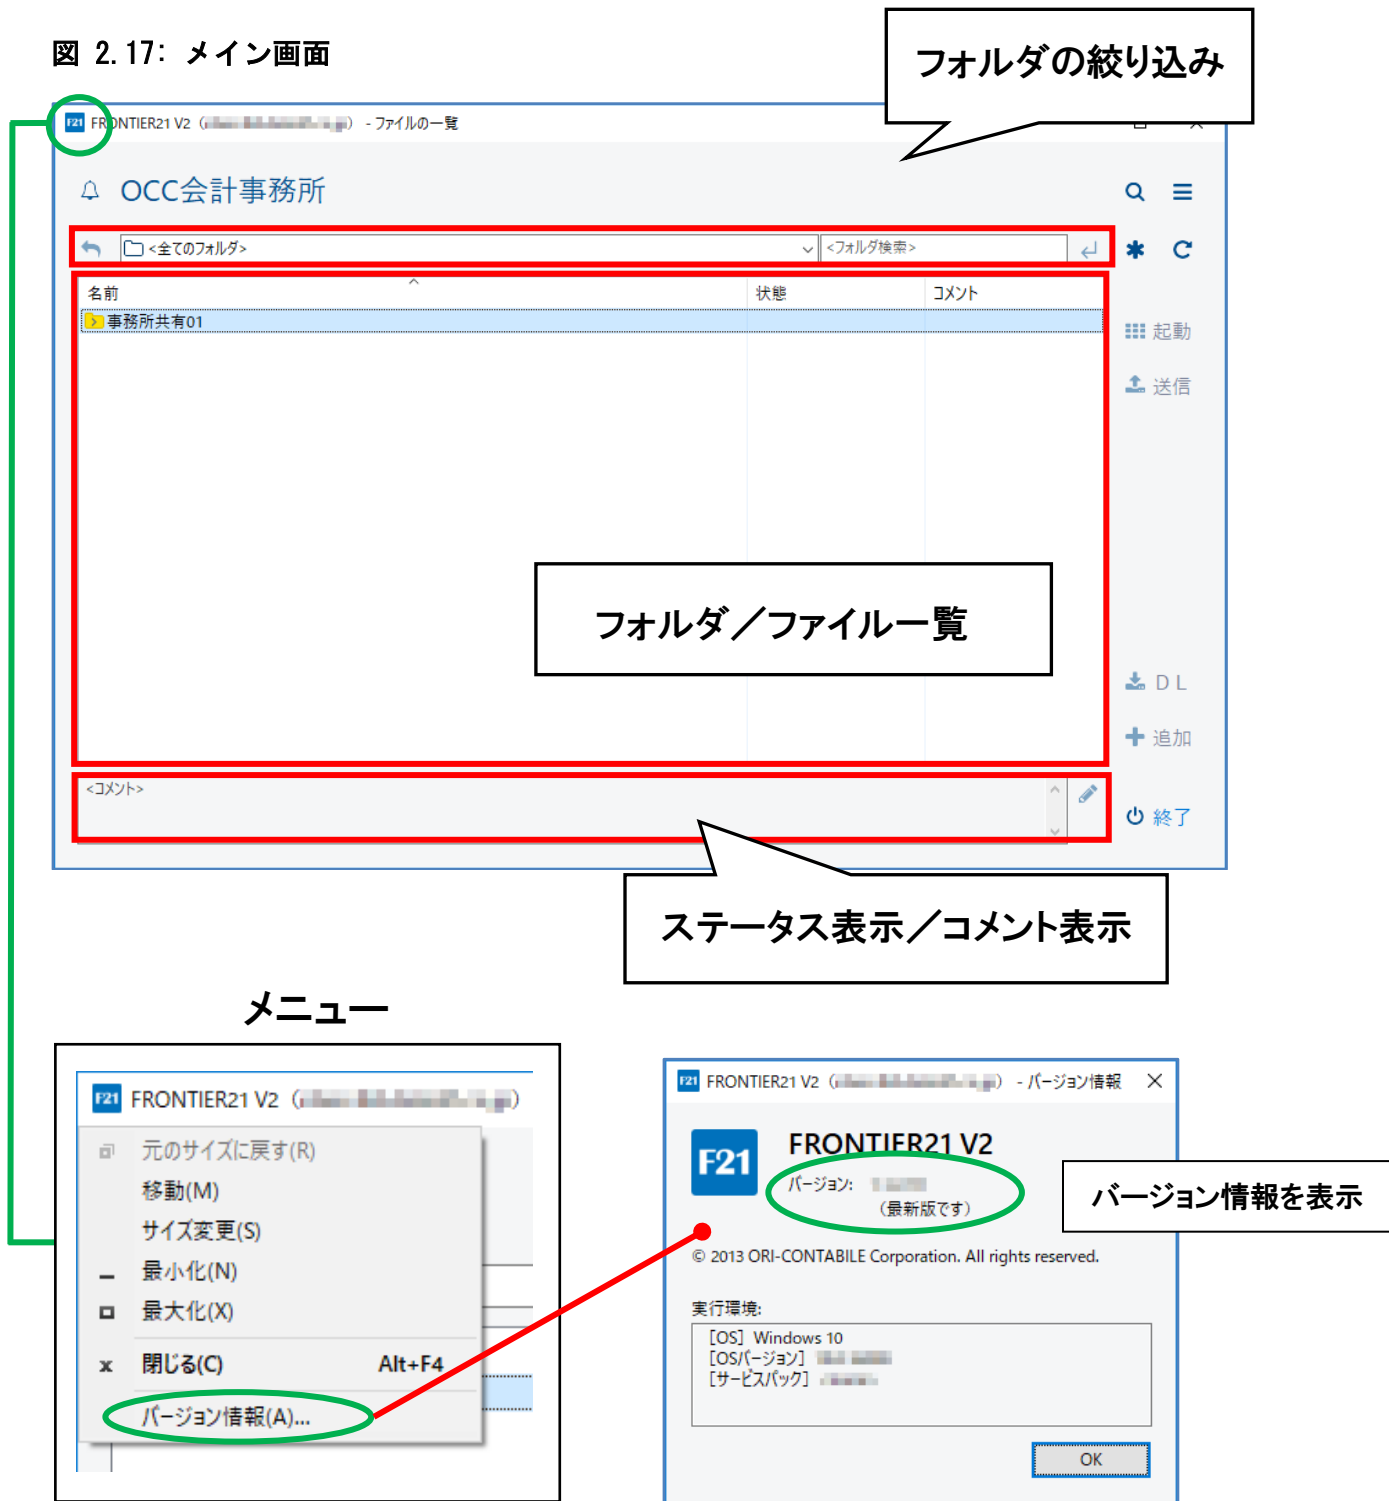 図 2.17: メイン画面
フォルダの絞り込み
F21 FRONTIER21 V2 ( ) - ファイルの一覧
OCC会計事務所
<全てのフォルダ>
<フォルダ検索>
名前 状態 コメント
事務所共有01
起動
送信
フォルダ／ファイル一覧
DL
追加
<コメント>
終了
ステータス表示／コメント表示
メニュー
F21 FRONTIER21 V2 ( )
元のサイズに戻す(R)
移動(M)
サイズ変更(S)
最小化(N)
最大化(X)
閉じる(C) Alt+F4
バージョン情報(A)...
F21 FRONTIER21 V2 ( ) - バージョン情報
F21
FRONTIER21 V2
バージョン:
(最新版です)
バージョン情報を表示
© 2013 ORI-CONTABILE Corporation. All rights reserved.
実行環境:
[OS] Windows 10
[OSバージョン]
[サービスパック]
OK